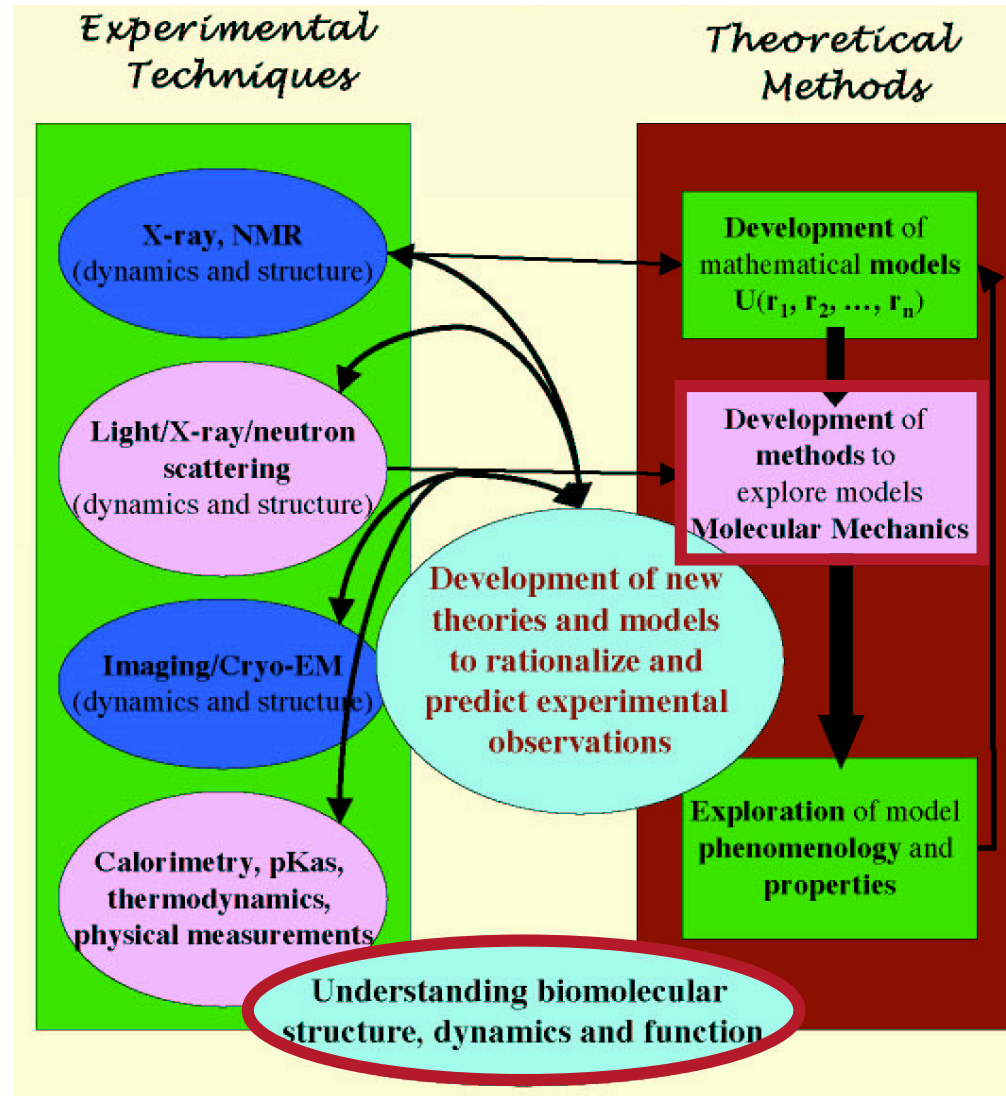 Experimental
Techniques
X-ray, NMR
(dynamics and structure)
Light/X-ray/neutron
scattering
(dynamics and structure)
Imaging/Cryo-EM
(dynamics and structure)
Calorimetry, pKas,
thermodynamics,
physical measurements
Development of new
theories and models
to rationalize and
predict experimental
observations
Understanding biomolecular
structure, dynamics and function
Theoretical
Methods
Development of
mathematical models
U(r₁, r₂, ..., rₙ)
Development of
methods to
explore models
Molecular Mechanics
Exploration of model
phenomenology and
properties